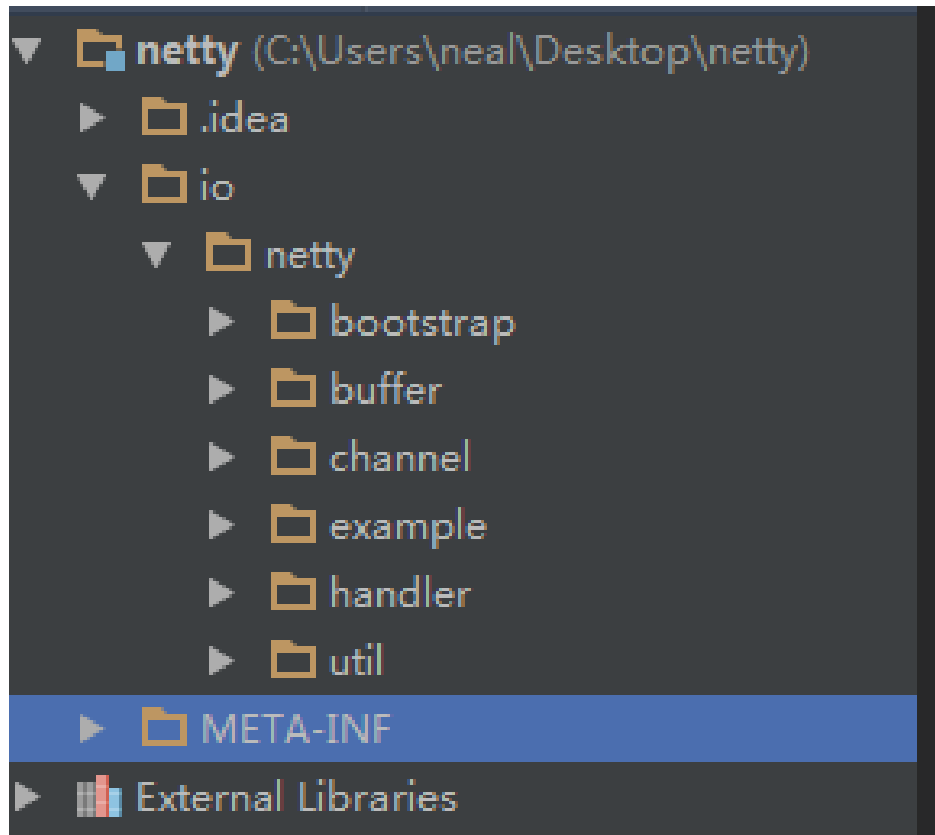 netty (C:\Users\neal\Desktop\netty)
.idea
io
netty
bootstrap
buffer
channel
example
handler
util
META-INF
External Libraries